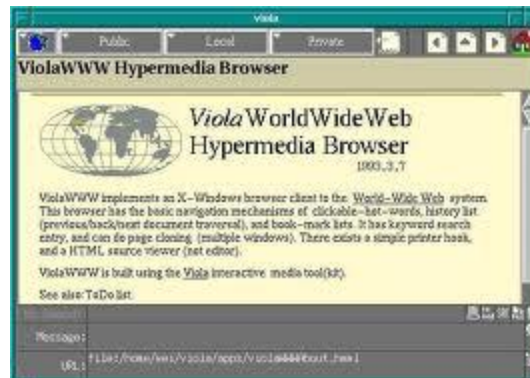 viola
Public Local Private
ViolaWWW Hypermedia Browser
Viola WorldWideWeb
Hypermedia Browser
1993.3.7
ViolaWWW implements an X-Windows browser client to the World-Wide Web system.
This browser has the basic navigation mechanisms of clickable-hot-words, history list
(previous/back/next document traversal), and book-mark lists. It has keyword search
entry, and can do page cloning (multiple windows). There exists a simple printer hook,
and a HTML source viewer (not editor).
ViolaWWW is built using the Viola interactive media tool(kit).
See also: ToDo list.
Message:
URL: